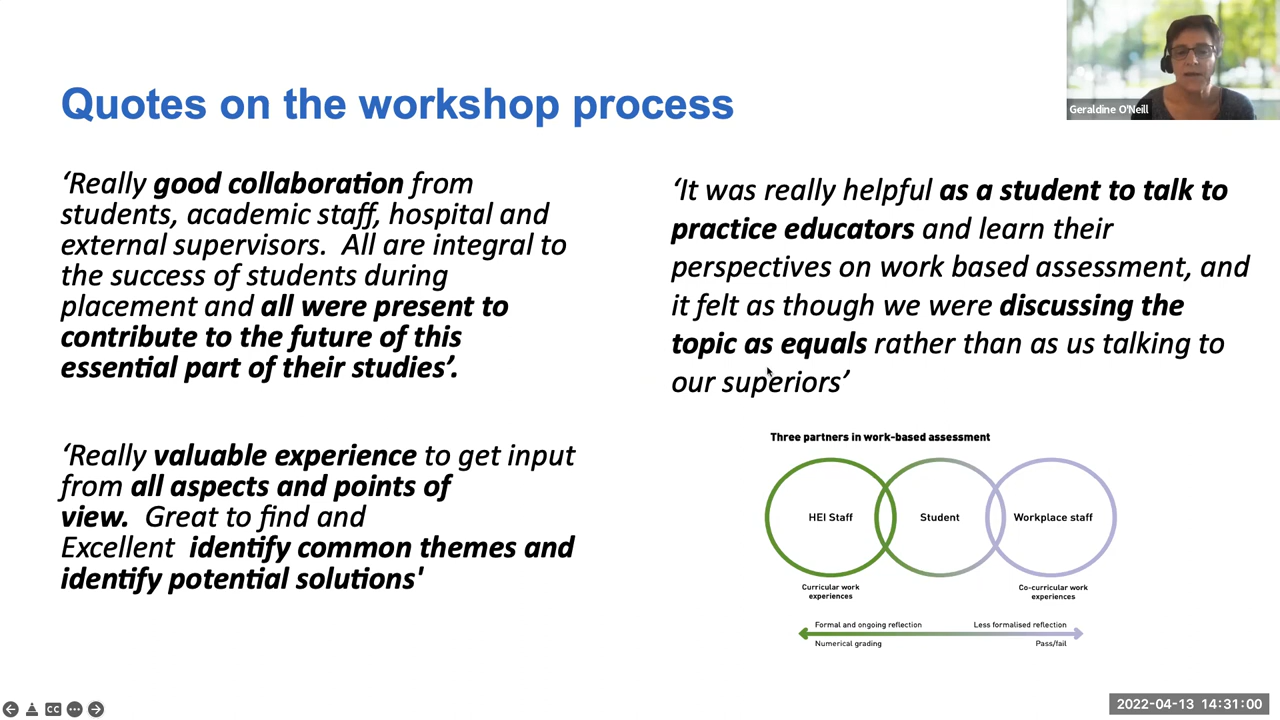 Quotes on the workshop process
Geraldine O'Neill
‘Really good collaboration from
students, academic staff, hospital and
external supervisors.  All are integral to
the success of students during
placement and all were present to
contribute to the future of this
essential part of their studies’.
‘Really valuable experience to get input
from all aspects and points of
view.  Great to find and
Excellent  identify common themes and
identify potential solutions'
‘It was really helpful as a student to talk to
practice educators and learn their
perspectives on work based assessment, and
it felt as though we were discussing the
topic as equals rather than as us talking to
our superiors’
Three partners in work-based assessment
HEI Staff
Student
Workplace staff
Curricular work
experiences
Co-curricular work
experiences
Formal and ongoing reflection
Less formalised reflection
Numerical grading
Pass/fail
CC
2022-04-13 14:31:00